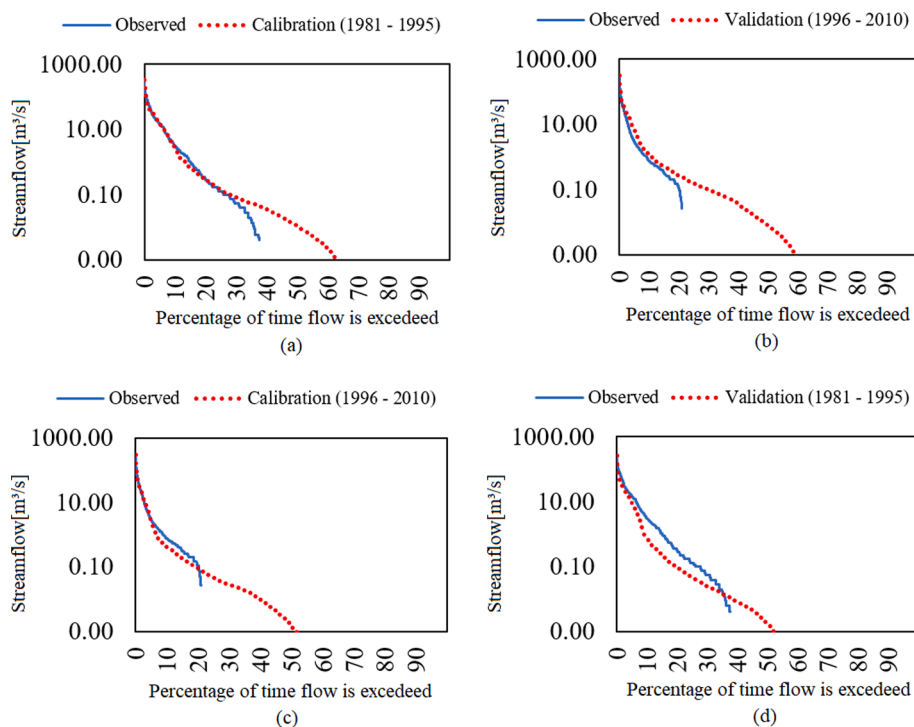 Observed Calibration (1981 - 1995)
Streamflow[m³/s]
1000.00
10.00
0.10
0.00
0 10 20 30 40 50 60 70 80 90
Percentage of time flow is excedeed
(a)
Observed Validation (1996 - 2010)
Streamflow[m³/s]
1000.00
10.00
0.10
0.00
0 10 20 30 40 50 60 70 80 90
Percentage of time flow is excedeed
(b)
Observed Calibration (1996 - 2010)
Streamflow[m³/s]
1000.00
10.00
0.10
0.00
0 10 20 30 40 50 60 70 80 90
Percentage of time flow is excedeed
(c)
Observed Validation (1981 - 1995)
Streamflow[m³/s]
1000.00
10.00
0.10
0.00
0 10 20 30 40 50 60 70 80 90
Percentage of time flow is excedeed
(d)